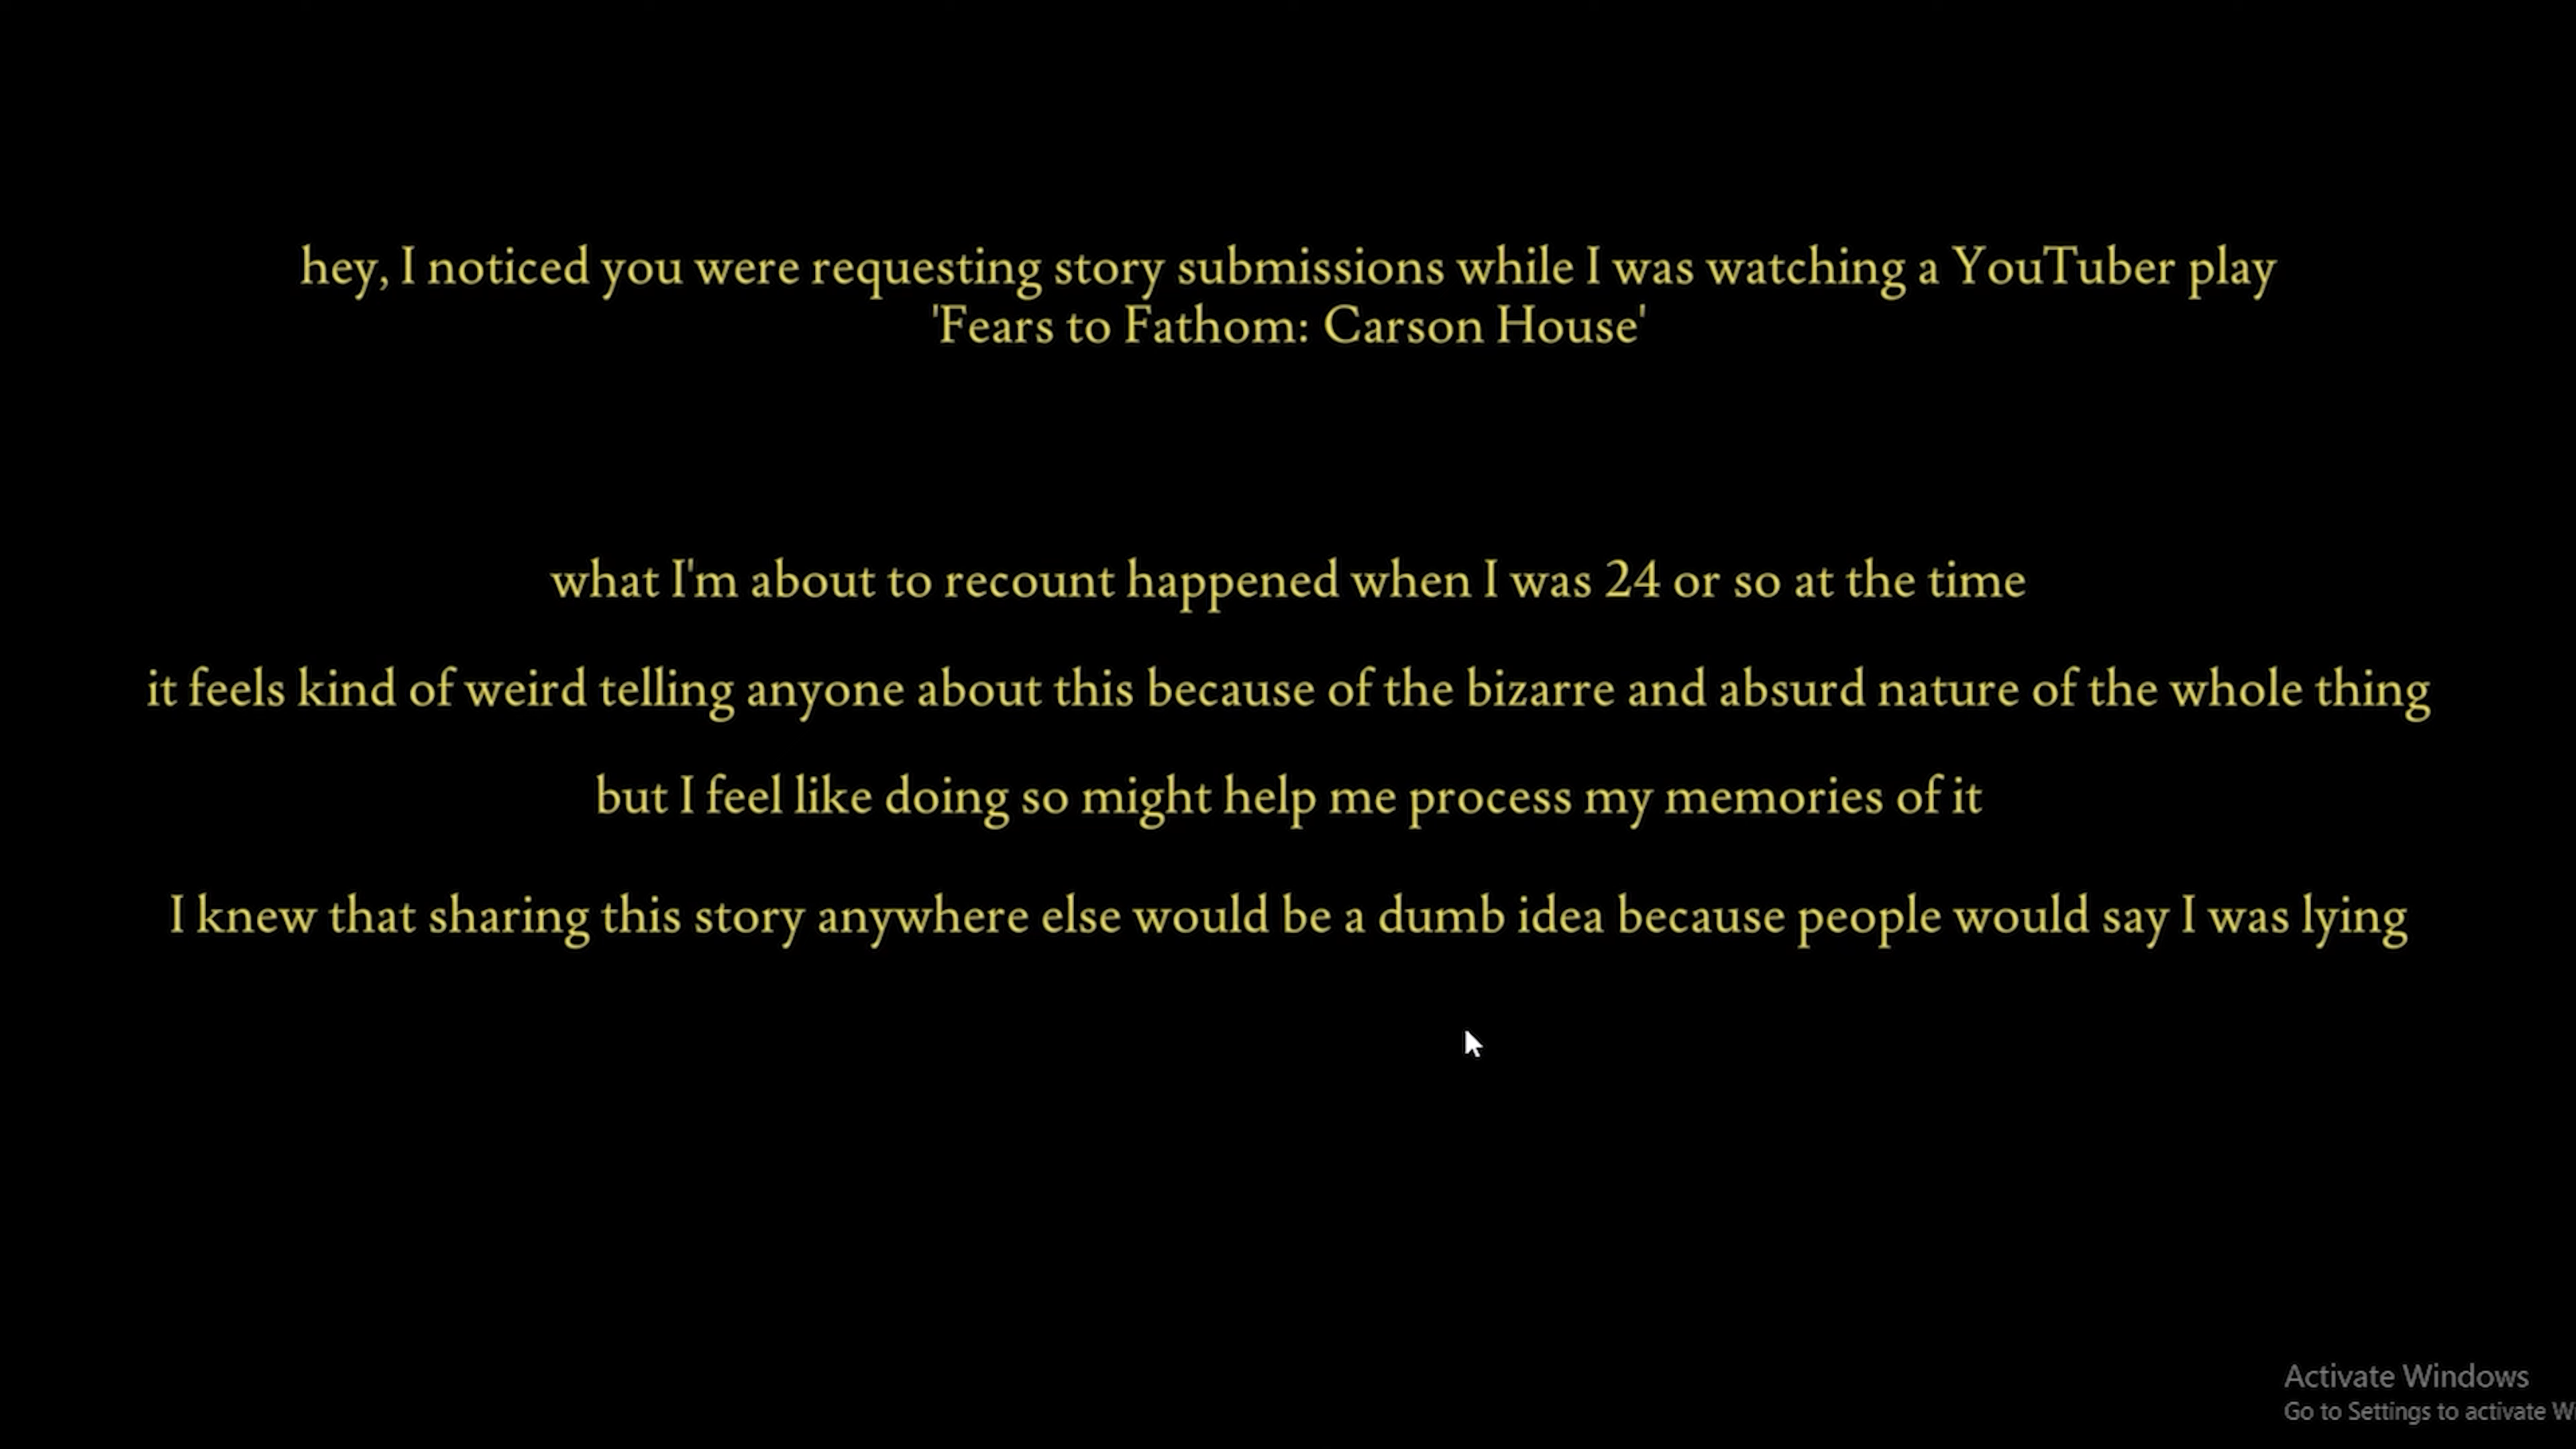 hey, I noticed you were requesting story submissions while I was watching a YouTuber play
'Fears to Fathom: Carson House'
what I'm about to recount happened when I was 24 or so at the time
it feels kind of weird telling anyone about this because of the bizarre and absurd nature of the whole thing
but I feel like doing so might help me process my memories of it
I knew that sharing this story anywhere else would be a dumb idea because people would say I was lying
Activate Windows
Go to Settings to activate